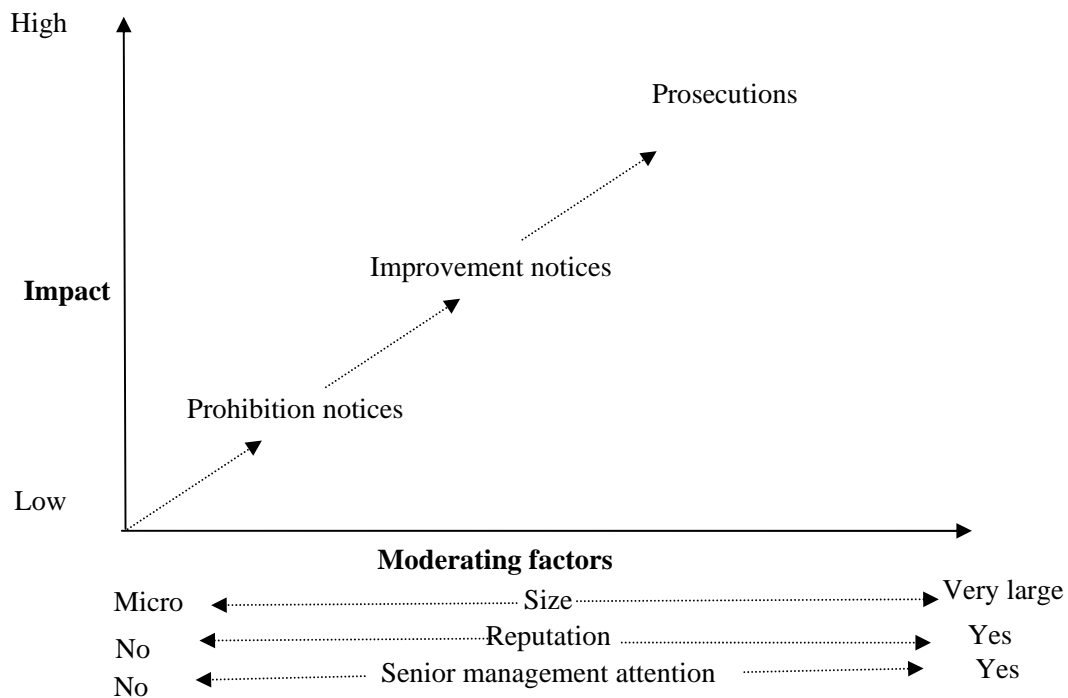 High
Prosecutions
Improvement notices
Impact
Prohibition notices
Low
Moderating factors
Micro Size Very large
No Reputation Yes
No Senior management attention Yes